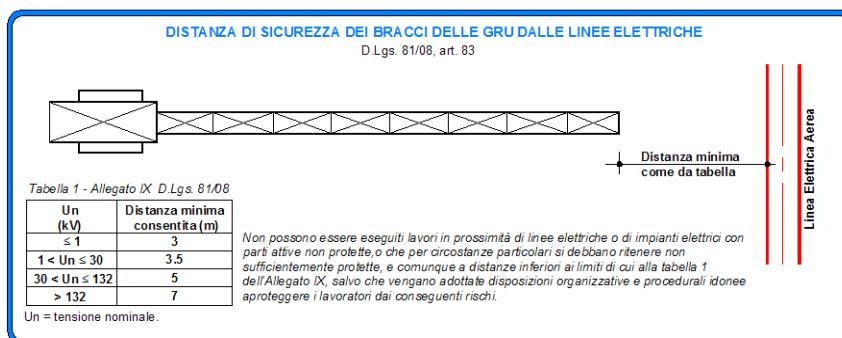 DISTANZA DI SICUREZZA DEI BRACCI DELLE GRU DALLE LINEE ELETTRICHE
D.Lgs. 81/08, art. 83
Distanza minima
come da tabella
Linea Elettrica Aerea
Tabella 1 - Allegato IX D.Lgs. 81/08
Un Distanza minima
(kV) consentita (m)
≤ 1 3
1 < Un ≤ 30 3.5
30 < Un ≤ 132 5
> 132 7
Un = tensione nominale.
Non possono essere eseguiti lavori in prossimità di linee elettriche o di impianti elettrici con
parti attive non protette,o che per circostanze particolari si debbano ritenere non
sufficientemente protette, e comunque a distanze inferiori ai limiti di cui alla tabella 1
dell'Allegato IX, salvo che vengano adottate disposizioni organizzative e procedurali idonee
aproteggere i lavoratori dai conseguenti rischi.